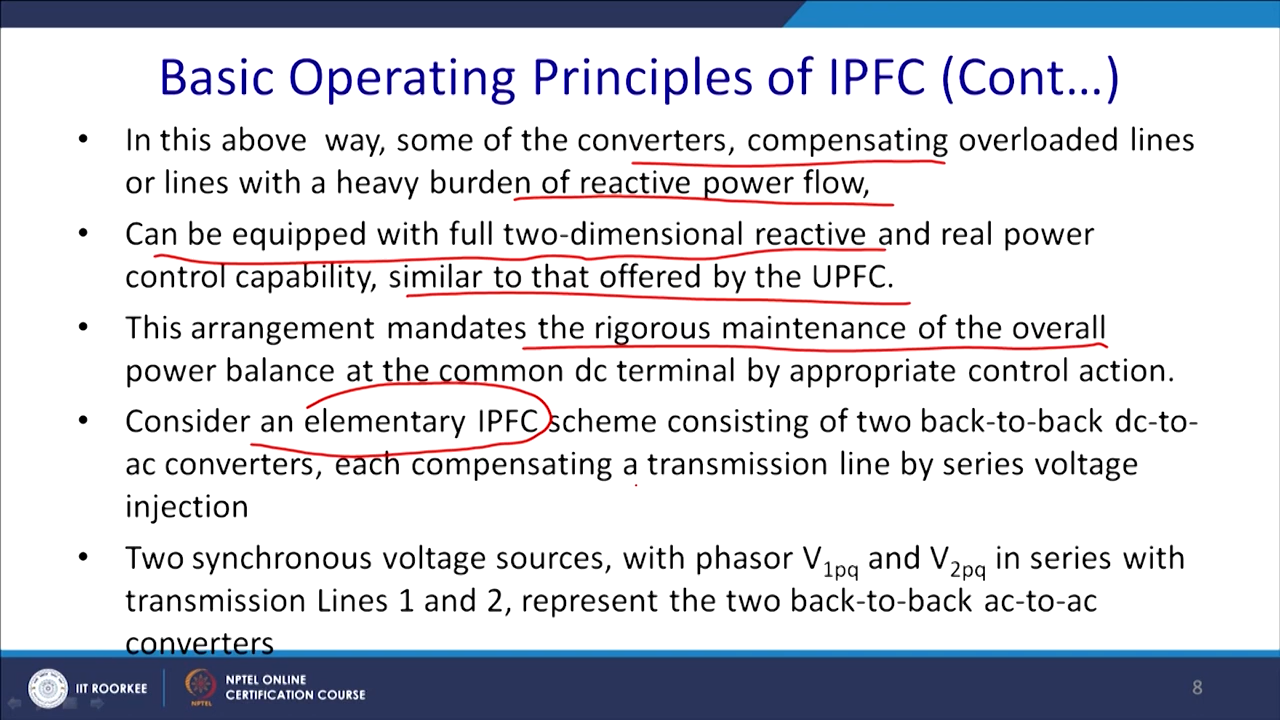 Basic Operating Principles of IPFC (Cont...)
• In this above way, some of the converters, compensating overloaded lines
or lines with a heavy burden of reactive power flow,
• Can be equipped with full two-dimensional reactive and real power
control capability, similar to that offered by the UPFC.
• This arrangement mandates the rigorous maintenance of the overall
power balance at the common dc terminal by appropriate control action.
• Consider an elementary IPFC scheme consisting of two back-to-back dc-to-
ac converters, each compensating a transmission line by series voltage
injection
• Two synchronous voltage sources, with phasor V1pq and V2pq in series with
transmission Lines 1 and 2, represent the two back-to-back ac-to-ac
converters
IIT ROORKEE
NPTEL
NPTEL ONLINE
CERTIFICATION COURSE
8